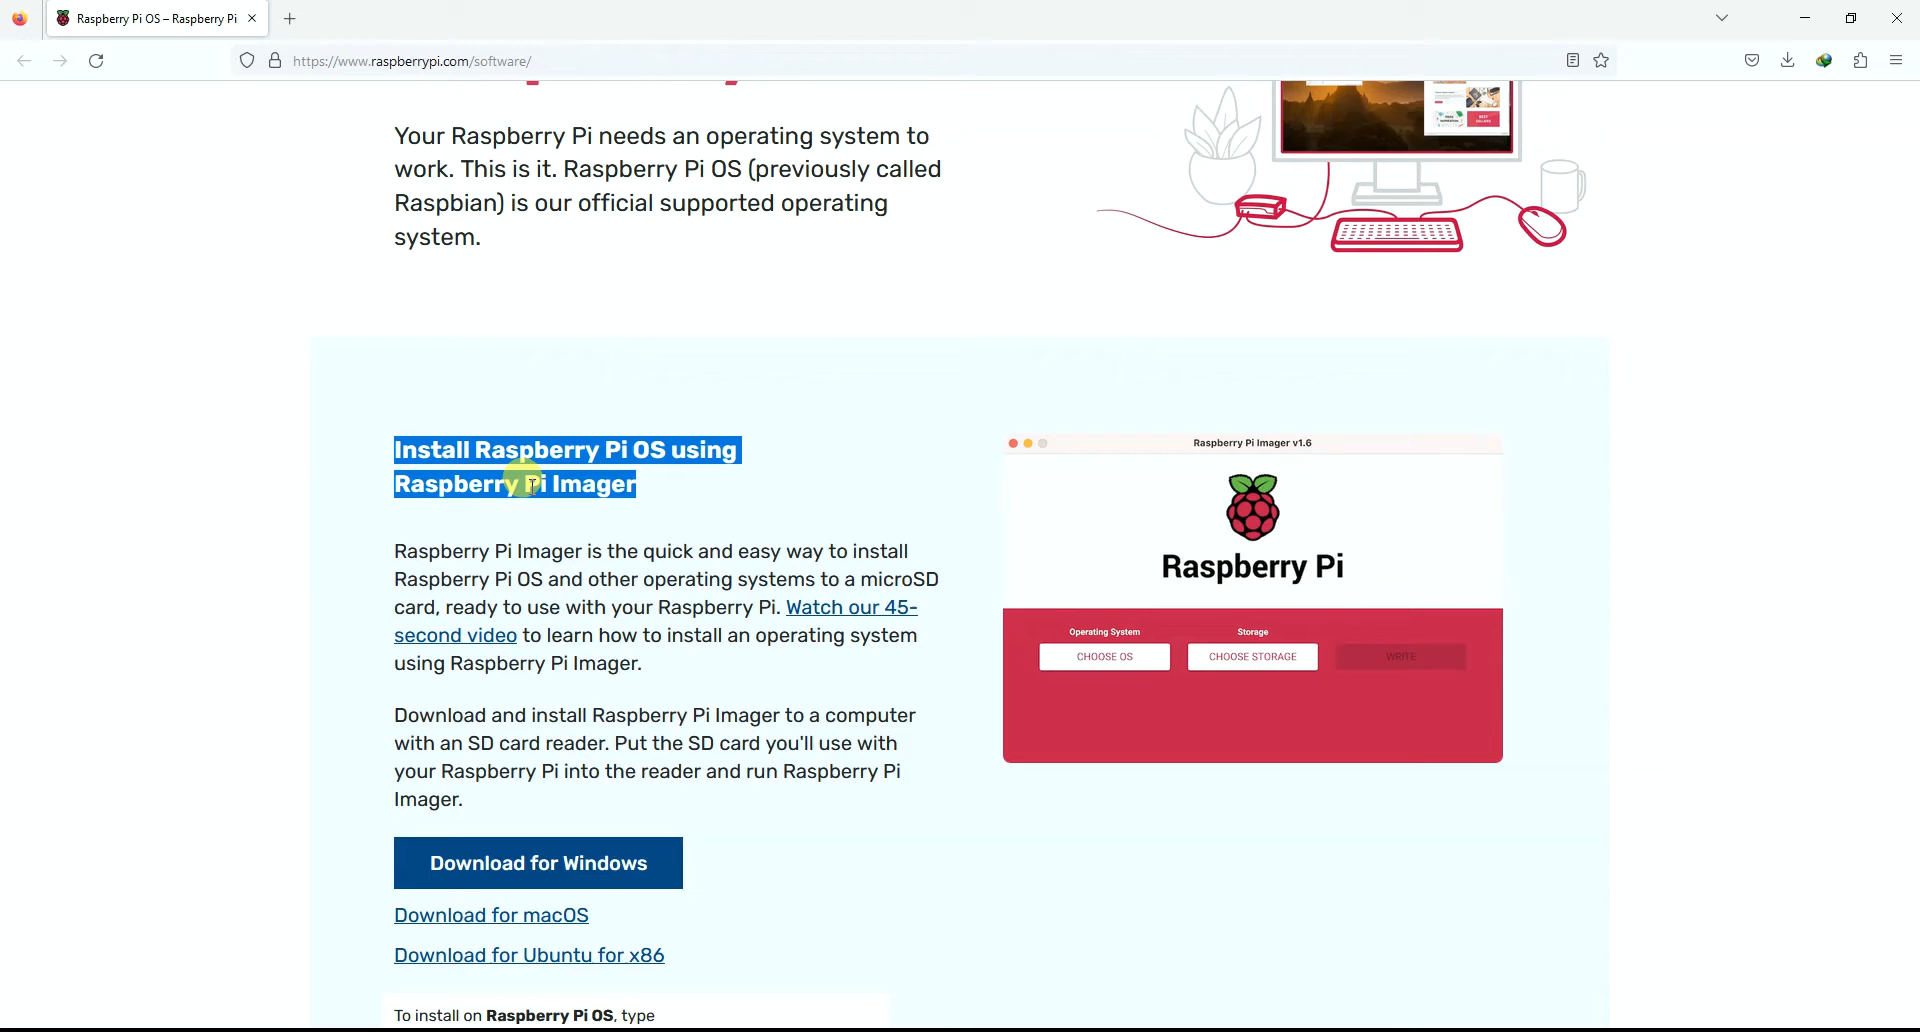 Raspberry Pi OS – Raspberry Pi
https://www.raspberrypi.com/software/
Your Raspberry Pi needs an operating system to
work. This is it. Raspberry Pi OS (previously called
Raspbian) is our official supported operating
system.
Install Raspberry Pi OS using
Raspberry Pi Imager
Raspberry Pi Imager is the quick and easy way to install
Raspberry Pi OS and other operating systems to a microSD
card, ready to use with your Raspberry Pi. Watch our 45-
second video to learn how to install an operating system
using Raspberry Pi Imager.
Download and install Raspberry Pi Imager to a computer
with an SD card reader. Put the SD card you'll use with
your Raspberry Pi into the reader and run Raspberry Pi
Imager.
Download for Windows
Download for macOS
Download for Ubuntu for x86
To install on Raspberry Pi OS, type
Raspberry Pi Imager v1.6
Raspberry Pi
Operating System
Storage
CHOOSE OS
CHOOSE STORAGE
WRITE